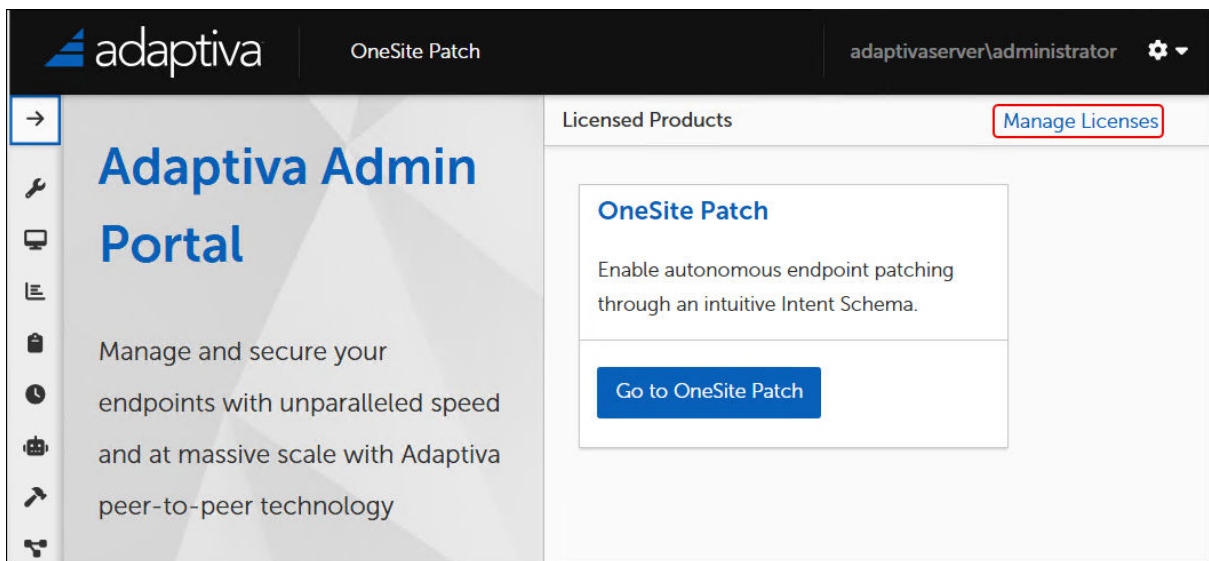 adaptiva
OneSite Patch
adaptivaserver\administrator
Licensed Products
Manage Licenses
Adaptiva Admin
Portal
Manage and secure your
endpoints with unparalleled speed
and at massive scale with Adaptiva
peer-to-peer technology
OneSite Patch
Enable autonomous endpoint patching
through an intuitive Intent Schema.
Go to OneSite Patch